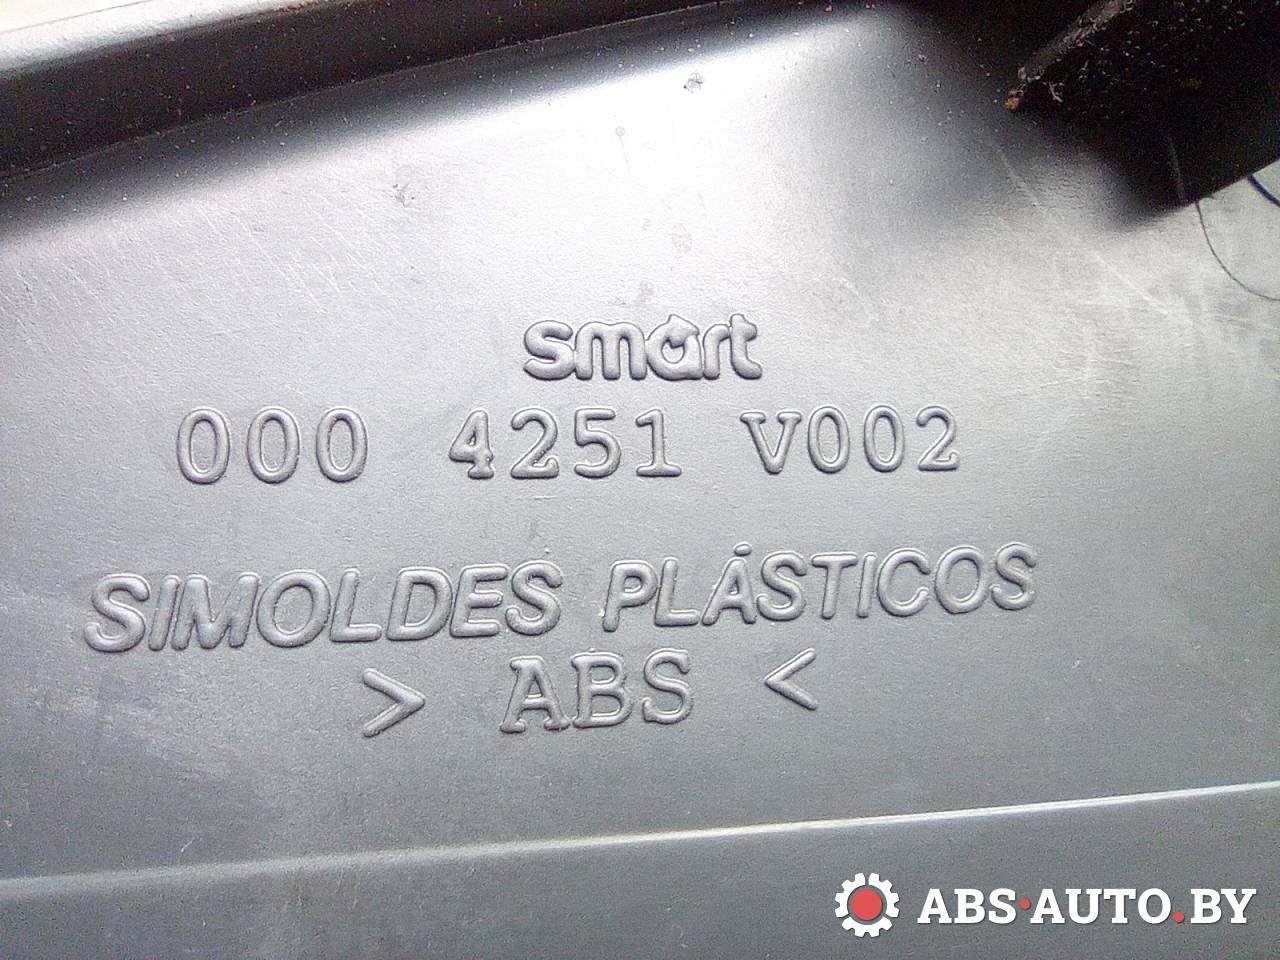 smart
000 4251 V002
SIMOLDES PLÁSTICOS
> ABS <
ABS·AUTO.BY